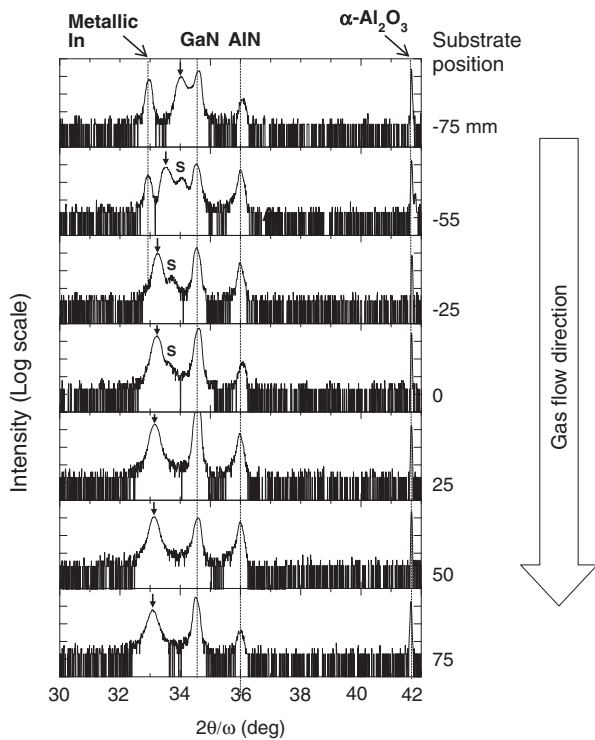 Metallic
In
GaN AlN
α-Al₂O₃
Substrate
position
-75 mm
S
-55
S
-25
S
0
25
50
75
30 32 34 36 38 40 42
2θ/ω (deg)
Intensity (Log scale)
Gas flow direction